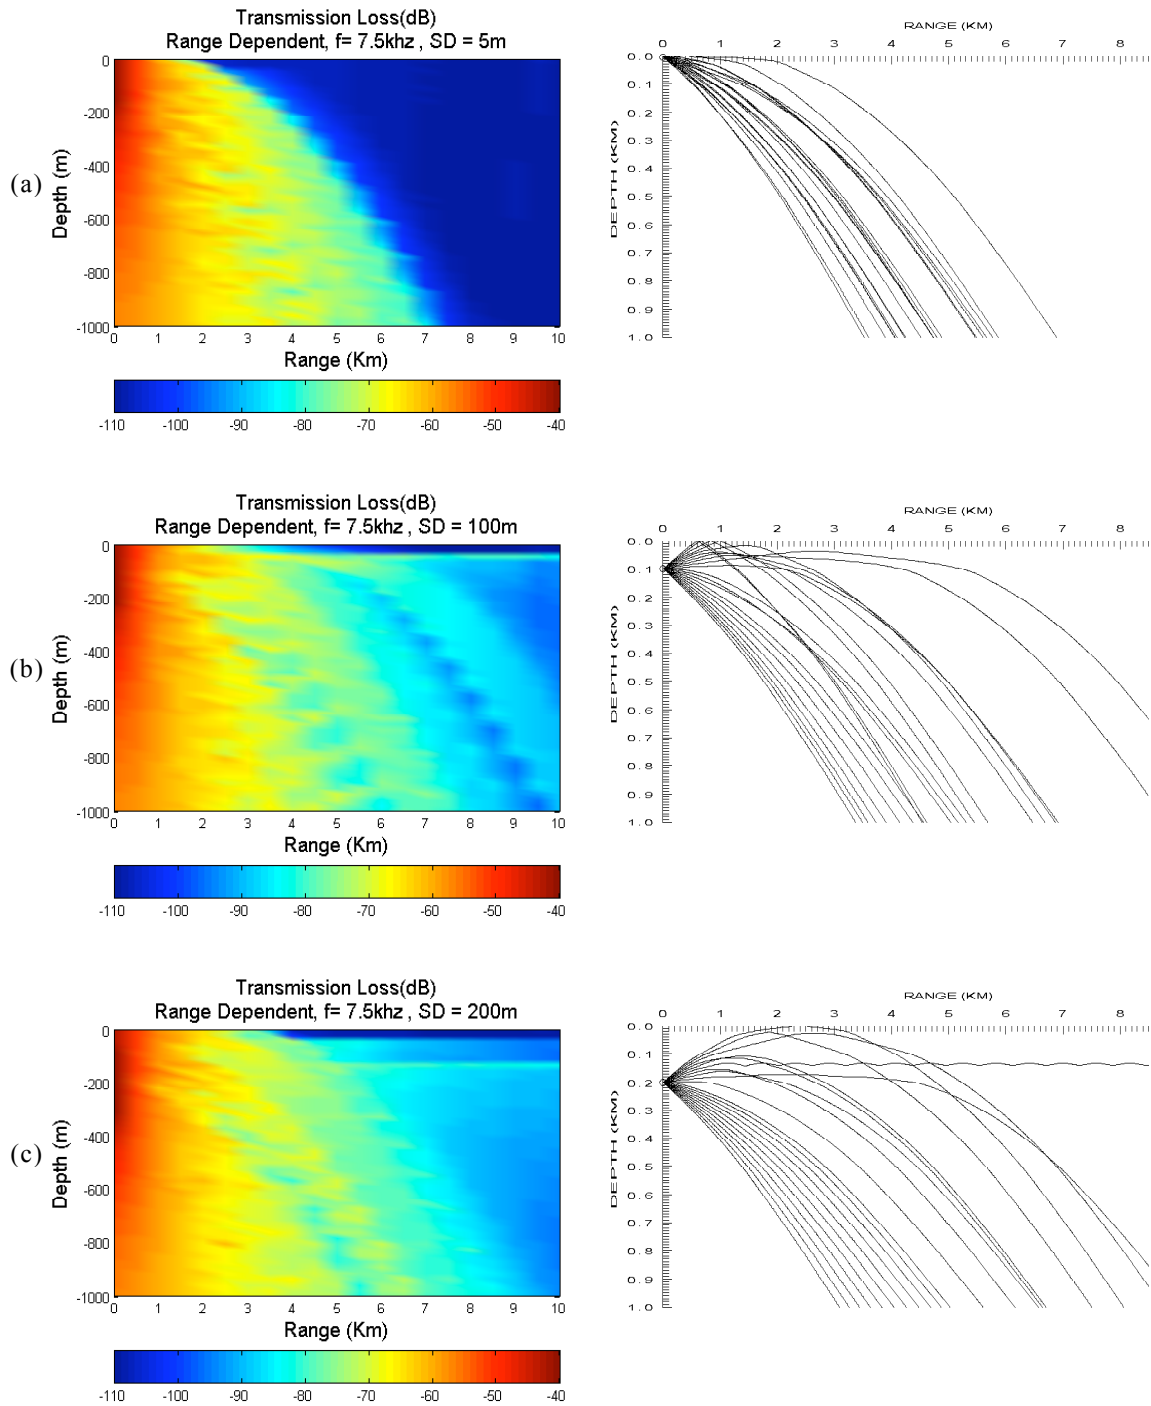 Transmission Loss(dB)
Range Dependent, f= 7.5khz , SD = 5m
0
-200
-400
-600
-800
-1000
Depth (m)
0 1 2 3 4 5 6 7 8 9 10
Range (Km)
-110 -100 -90 -80 -70 -60 -50 -40
(a)
RANGE (KM)
0 1 2 3 4 5 6 7 8
0.0
0.1
0.2
0.3
0.4
0.5
0.6
0.7
0.8
0.9
1.0
DEPTH (KM)
Transmission Loss(dB)
Range Dependent, f= 7.5khz , SD = 100m
0
-200
-400
-600
-800
-1000
Depth (m)
0 1 2 3 4 5 6 7 8 9 10
Range (Km)
-110 -100 -90 -80 -70 -60 -50 -40
(b)
RANGE (KM)
0 1 2 3 4 5 6 7 8
0.0
0.1
0.2
0.3
0.4
0.5
0.6
0.7
0.8
0.9
1.0
DEPTH (KM)
Transmission Loss(dB)
Range Dependent, f= 7.5khz , SD = 200m
0
-200
-400
-600
-800
-1000
Depth (m)
0 1 2 3 4 5 6 7 8 9 10
Range (Km)
-110 -100 -90 -80 -70 -60 -50 -40
(c)
RANGE (KM)
0 1 2 3 4 5 6 7 8
0.0
0.1
0.2
0.3
0.4
0.5
0.6
0.7
0.8
0.9
1.0
DEPTH (KM)